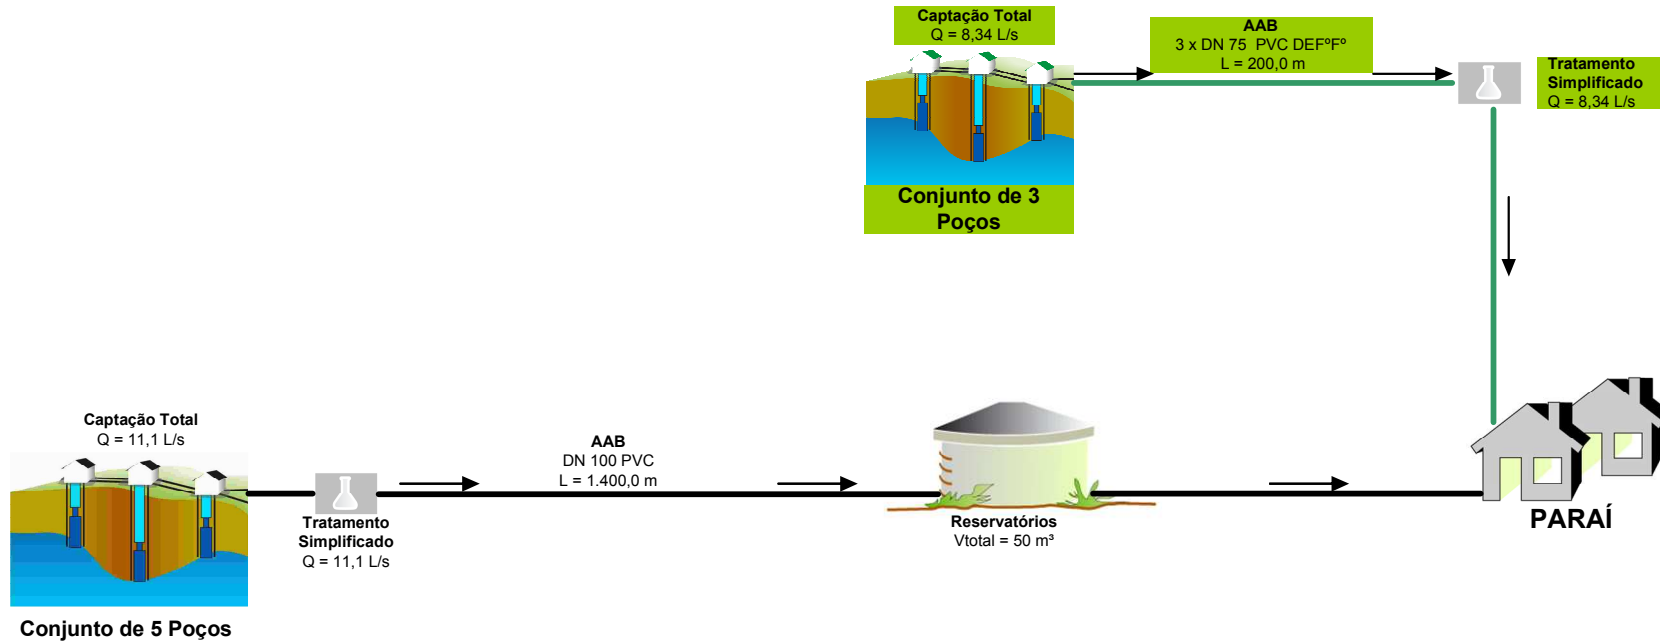 Captação Total
Q = 8,34 L/s
AAB
3 x DN 75 PVC DEFºFº
L = 200,0 m
Tratamento
Simplificado
Q = 8,34 L/s
Conjunto de 3
Poços
Captação Total
Q = 11,1 L/s
AAB
DN 100 PVC
L = 1.400,0 m
Tratamento
Simplificado
Q = 11,1 L/s
Reservatórios
Vtotal = 50 m³
PARAÍ
Conjunto de 5 Poços